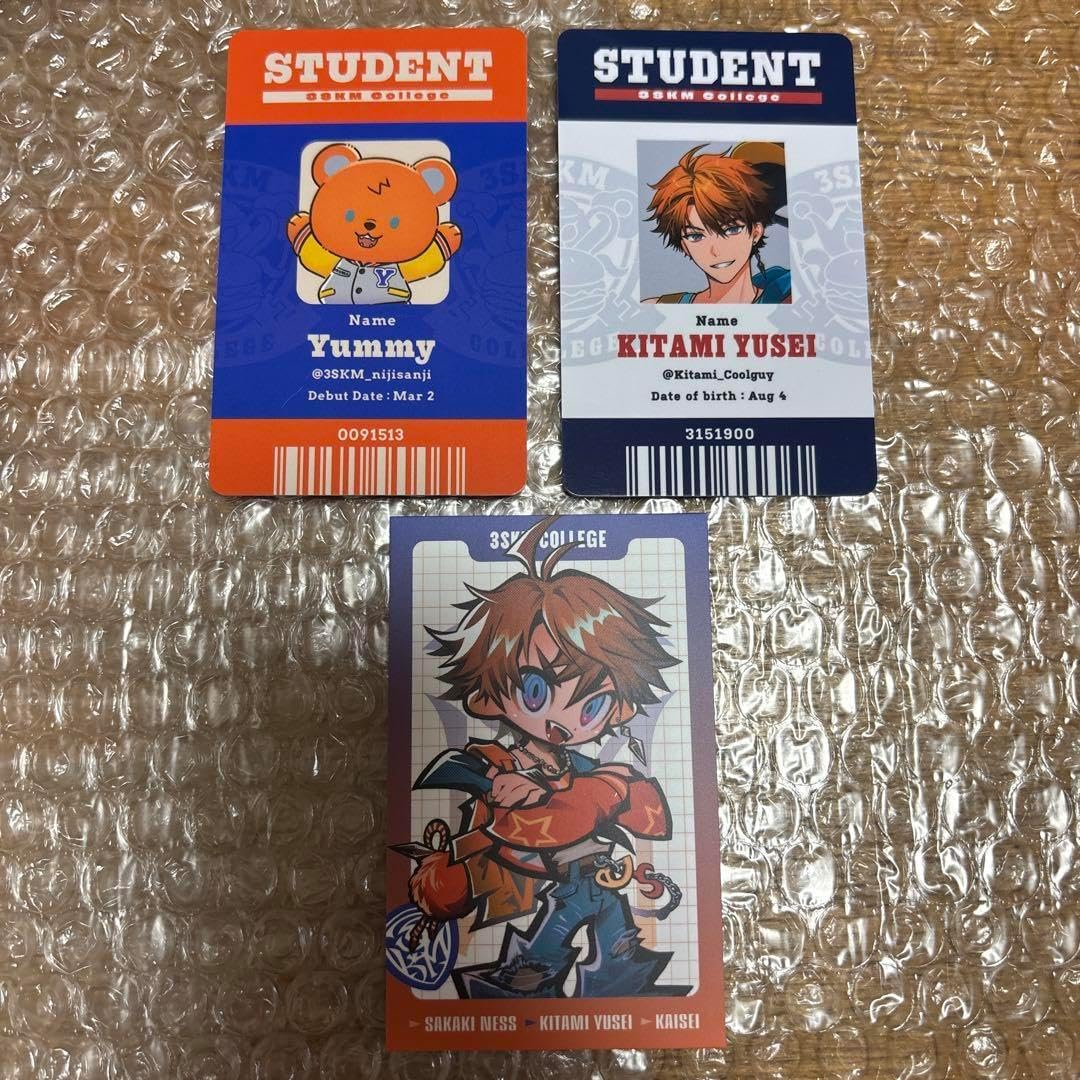 STUDENT
3SKM College
Y
Name
Yummy
@3SKM_nijisanji
Debut Date : Mar 2
0091513
STUDENT
3SKM College
Name
KITAMI YUSEI
@Kitami_Coolguy
Date of birth : Aug 4
3151900
COLLEGE
SAKAKI NESS KITAMI YUSEI KAISEI